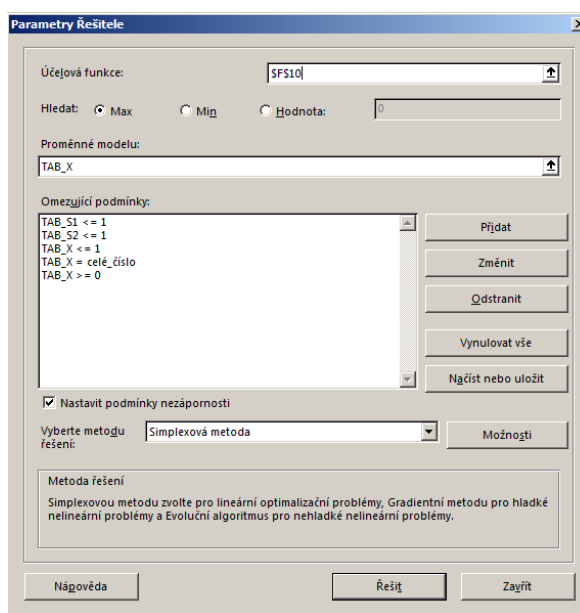 Parametry Řešitele
Účelová funkce: $F$10
Hledat: Max Min Hodnota: 0
Proměnné modelu:
TAB_X
Omezující podmínky:
TAB_S1 <= 1
TAB_S2 <= 1
TAB_X <= 1
TAB_X = celé_číslo
TAB_X >= 0
Přidat
Změnit
Odstranit
Vynulovat vše
Načíst nebo uložit
Nastavit podmínky nezápornosti
Vyberte metodu řešení: Simplexová metoda
Možnosti
Metoda řešení
Simplexovou metodu zvolte pro lineární optimalizační problémy, Gradientní metodu pro hladké
nelineární problémy a Evoluční algoritmus pro nehladké nelineární problémy.
Nápověda Řešit Zavřít